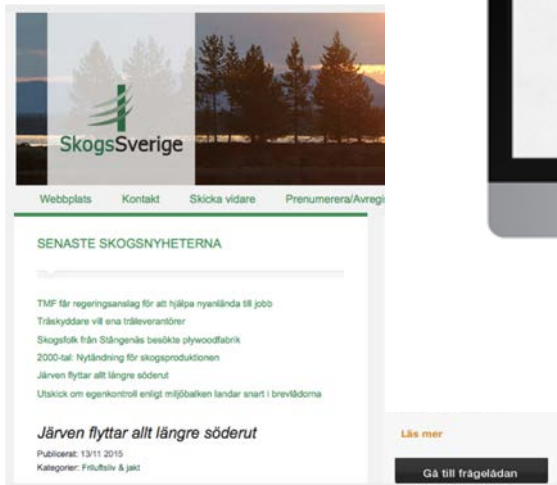 SkogsSverige
Webbplats Kontakt Skicka vidare Prenumerera/Avregi
SENASTE SKOGSNYHETERNA
TMF får regeringsanslag för att hjälpa nyanlända till jobb
Träskyddare vill ena träleverantörer
Skogsfolk från Stångenäs besökte plywoodfabrik
2000-tal: Nytändning för skogsproduktionen
Järven flyttar allt längre söderut
Utskick om egenkontroll enligt miljöbalken landar snart i brevlådorna
Järven flyttar allt längre söderut
Publicerat: 13/11 2015
Kategorier: Friluftsliv & jakt
Läs mer
Gå till frågelådan